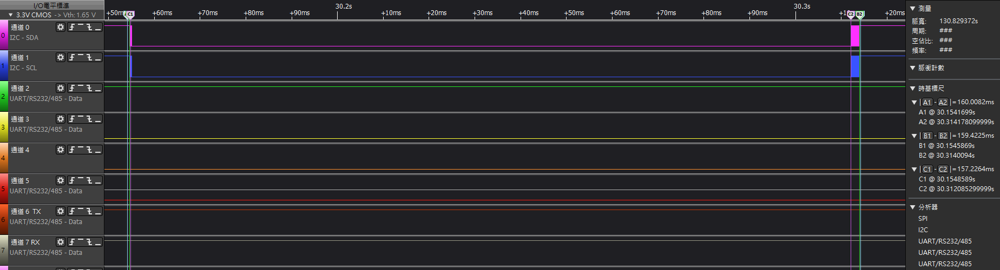 I/O電平標準
3.3V CMOS -> Vth: 1.65 V
+50m
+60ms
+70ms
+80ms
+90ms
30.2s
+10ms
+20ms
+30ms
+40ms
+50ms
+60ms
+70ms
+80ms
+90ms
30.3s
+20ms
C1
C2
B2
0
通道 0
I2C - SDA
1
通道 1
I2C - SCL
2
通道 2
UART/RS232/485 - Data
3
通道 3
UART/RS232/485 - Data
4
通道 4
5
通道 5
UART/RS232/485 - Data
6
通道 6 TX
UART/RS232/485 - Data
7
通道 7 RX
UART/RS232/485 - Data
測量
脈寬: 130.829372s
周期: ###
空佔比: ###
頻率: ###
脈衝計數
時基標尺
| A1 - A2 | = 160.0082ms
A1 @ 30.1541699s
A2 @ 30.314178099999s
| B1 - B2 | = 159.4225ms
B1 @ 30.1545869s
B2 @ 30.3140094s
| C1 - C2 | = 157.2264ms
C1 @ 30.1548589s
C2 @ 30.312085299999s
分析器
SPI
I2C
UART/RS232/485
UART/RS232/485
UART/RS232/485